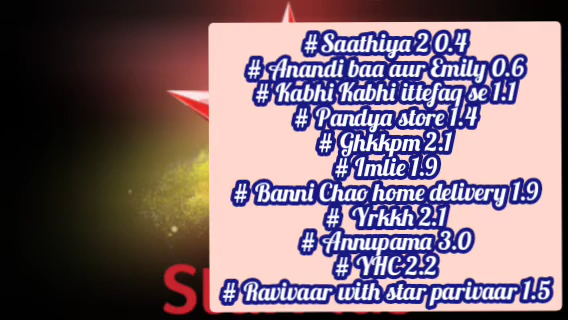 # Saathiya 2 0.4
# Anandi baa aur Emily 0.6
# Kabhi Kabhi ittefaq se 1.1
# Pandya store 1.4
# Ghkkpm 2.1
# Imlie 1.9
# Banni Chao home delivery 1.9
# Yrkkh 2.1
# Annupama 3.0
# YHC 2.2
# Ravivaar with star parivaar 1.5